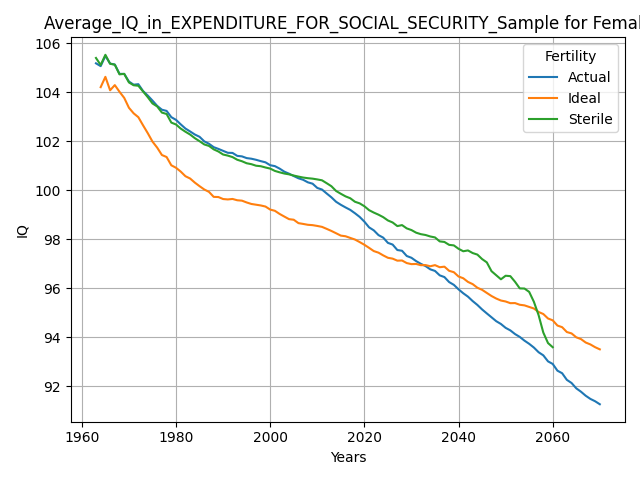 Average_IQ_in_EXPENDITURE_FOR_SOCIAL_SECURITY_Sample for Femal
106
104
102
100
98
96
94
92
IQ
Fertility
Actual
Ideal
Sterile
1960
1980
2000
2020
2040
2060
Years